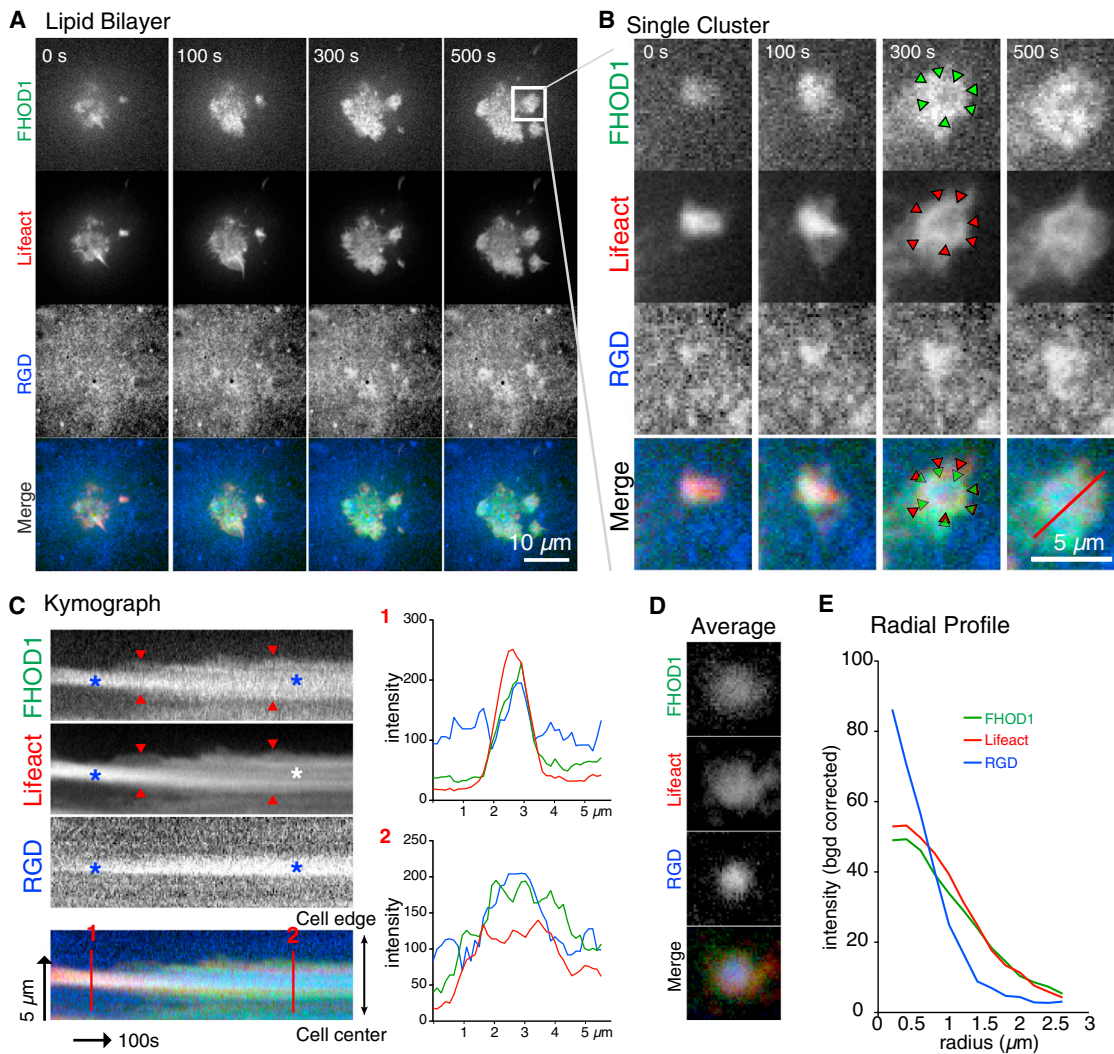 A Lipid Bilayer
0 s 100 s 300 s 500 s
FHOD1
Lifeact
RGD
Merge
10 µm
B Single Cluster
0 s 100 s 300 s 500 s
FHOD1
Lifeact
RGD
Merge
5 µm
C Kymograph
FHOD1
* *
Lifeact
* *
RGD
* *
Cell edge
1 2
5 µm
Cell center
100s
1
intensity
300
200
100
0
1 2 3 4 5 µm
2
intensity
250
200
150
100
50
0
1 2 3 4 5 µm
D Average
FHOD1
Lifeact
RGD
Merge
E Radial Profile
intensity (bgd corrected)
100
80
60
40
20
0
FHOD1
Lifeact
RGD
0 0.5 1 1.5 2 2.5 3
radius (µm)